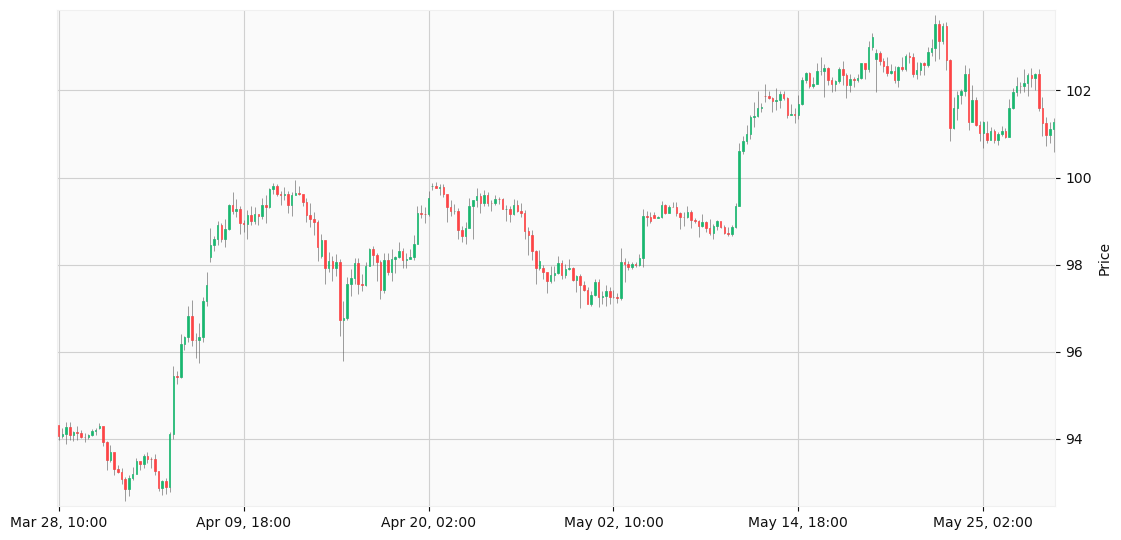 102
100
Price
98
96
94
Mar 28, 10:00
Apr 09, 18:00
Apr 20, 02:00
May 02, 10:00
May 14, 18:00
May 25, 02:00